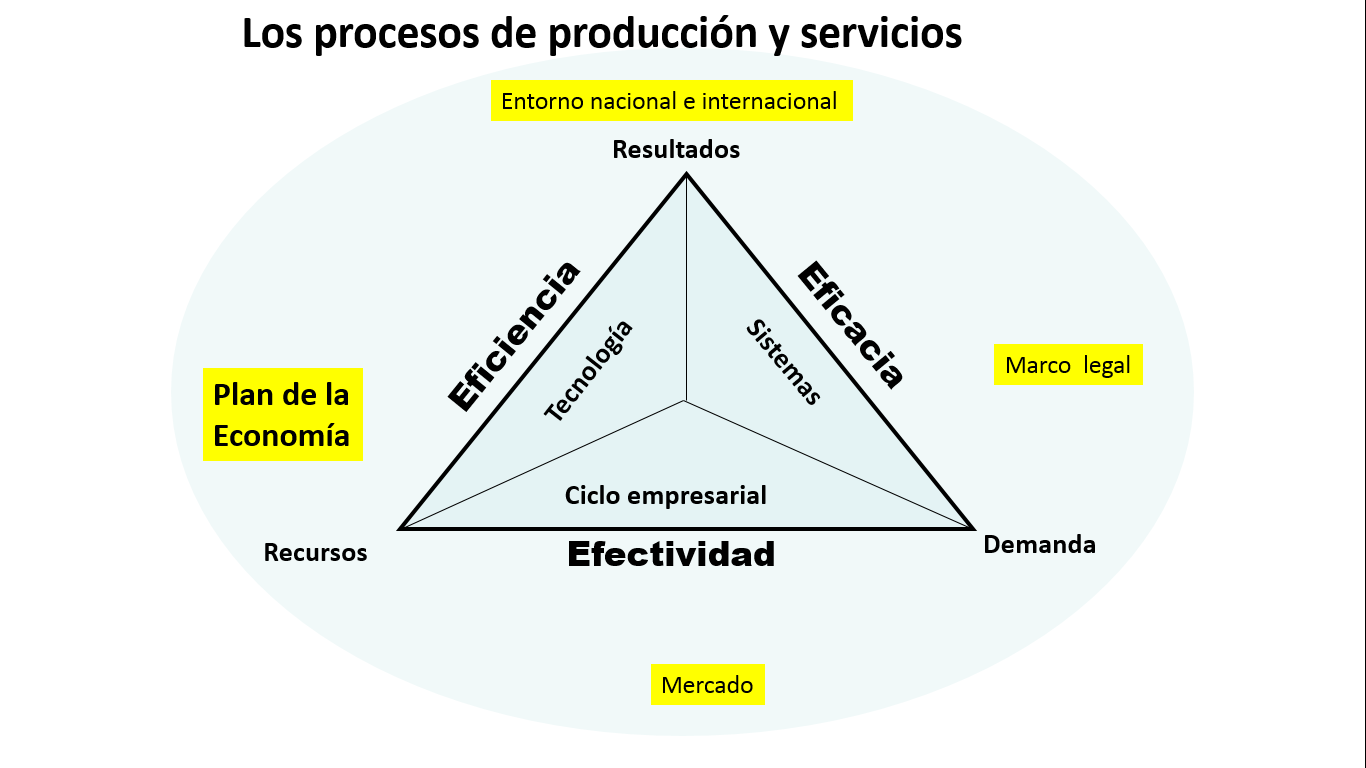 Los procesos de producción y servicios
Entorno nacional e internacional
Resultados
Eficiencia
Tecnología
Sistemas
Eficacia
Marco legal
Plan de la
Economía
Ciclo empresarial
Recursos
Efectividad
Demanda
Mercado